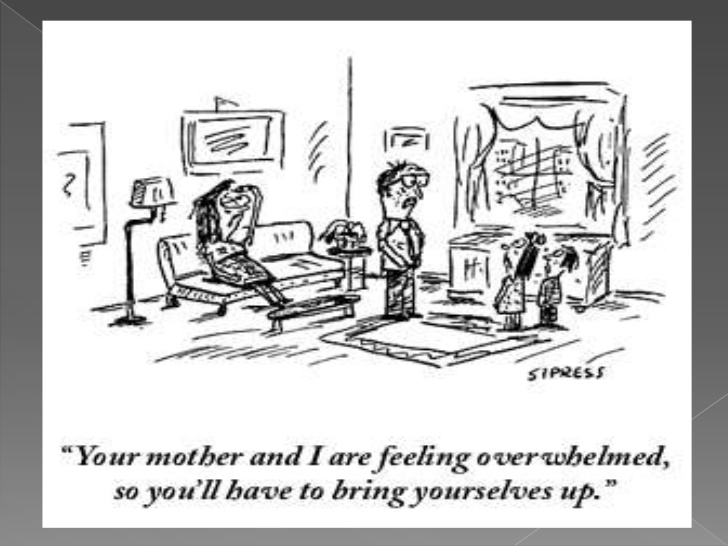 SIPRESS
“Your mother and I are feeling overwhelmed,
so you’ll have to bring yourselves up.”